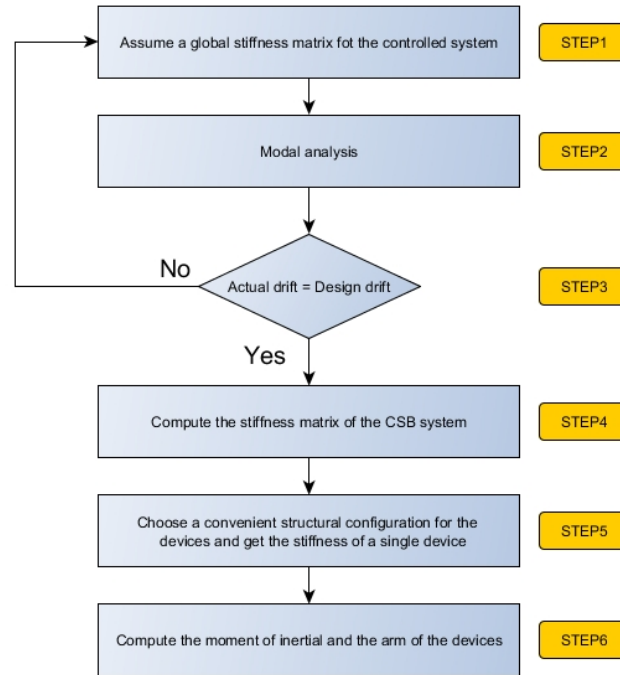 Assume a global stiffness matrix fot the controlled system
STEP1
Modal analysis
STEP2
No
Actual drift = Design drift
STEP3
Yes
Compute the stiffness matrix of the CSB system
STEP4
Choose a convenient structural configuration for the
devices and get the stiffness of a single device
STEP5
Compute the moment of inertial and the arm of the devices
STEP6